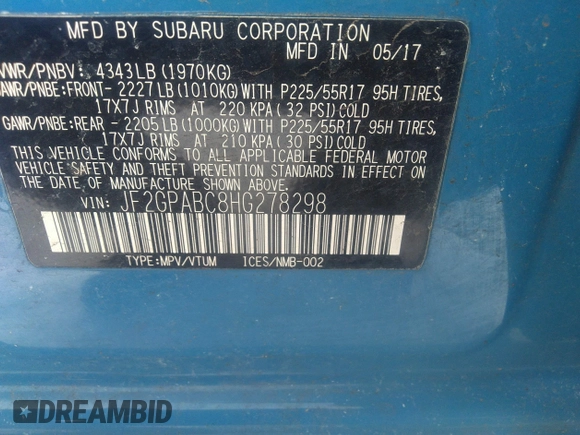 MFD BY SUBARU CORPORATION
MFD IN 05/17
VWR/PNBV: 4343LB(1970KG)
GAWR/PNBE:FRONT- 2227LB(1010KG)WITH P225/55R17 95H TIRES,
17X7J RIMS AT 220 KPA(32 PSI)COLD
GAWR/PNBE:REAR - 2205LB(1000KG)WITH P225/55R17 95H TIRES,
17X7J RIMS AT 210 KPA(30 PSI)COLD
THIS VEHICLE CONFORMS TO ALL APPLICABLE FEDERAL MOTOR
VEHICLE SAFETY AND THEFT PREVENTION STANDARDS
IN EFFECT ON THE DATE OF MANUFACTURE SHOWN ABOVE.
VIN: JF2GPABC8HG278298
TYPE:MPV/VTUM ICES/NMB-002
DREAMBID